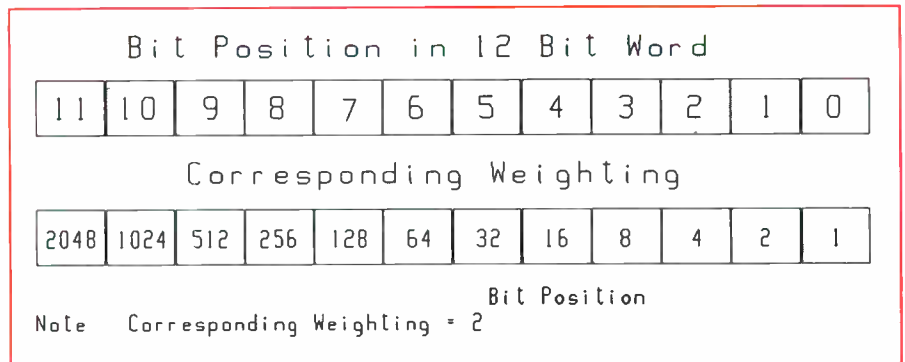 Bit Position in 12 Bit Word
11 10 9 8 7 6 5 4 3 2 1 0
Corresponding Weighting
2048 1024 512 256 128 64 32 16 8 4 2 1
Bit Position
Note Corresponding Weighting = 2